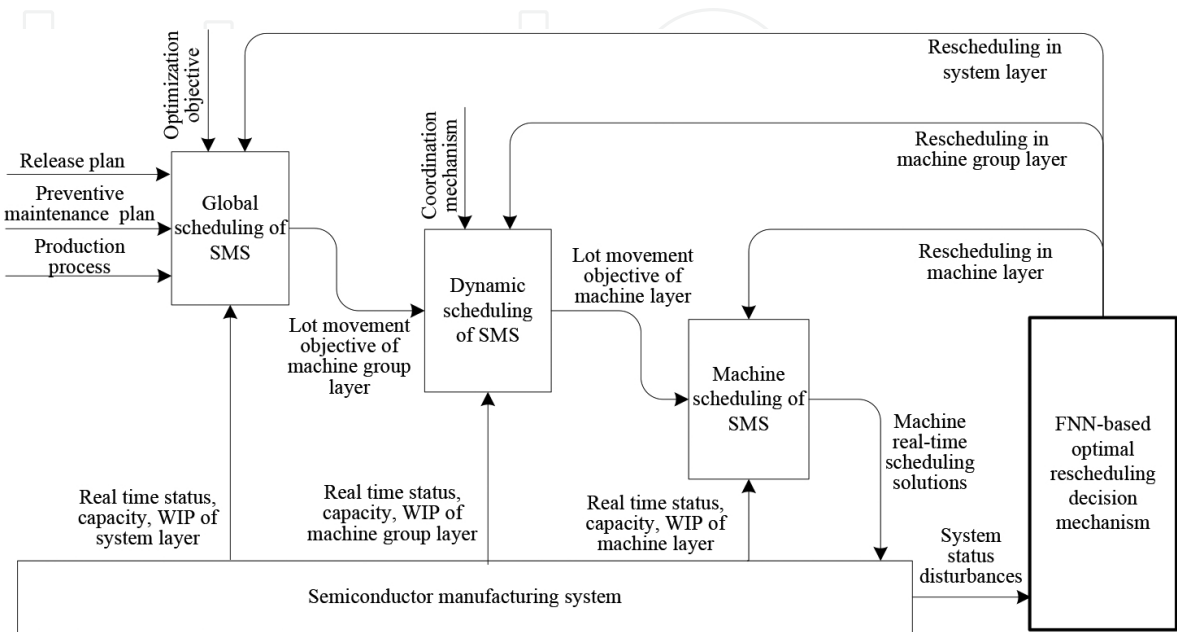 Optimization
objective
Rescheduling in
system layer
Coordination
mechanism
Rescheduling in
machine group layer
Release plan
Preventive
maintenance plan
Production
process
Global
scheduling of
SMS
Rescheduling in
machine layer
Lot movement
objective of
machine layer
Dynamic
scheduling
of SMS
Lot movement
objective of
machine group
layer
Machine
scheduling of
SMS
Machine
real-time
scheduling
solutions
FNN-based
optimal
rescheduling
decision
mechanism
Real time status,
capacity, WIP of
system layer
Real time status,
capacity, WIP of
machine group layer
Real time status,
capacity, WIP of
machine layer
System
status
disturbances
Semiconductor manufacturing system